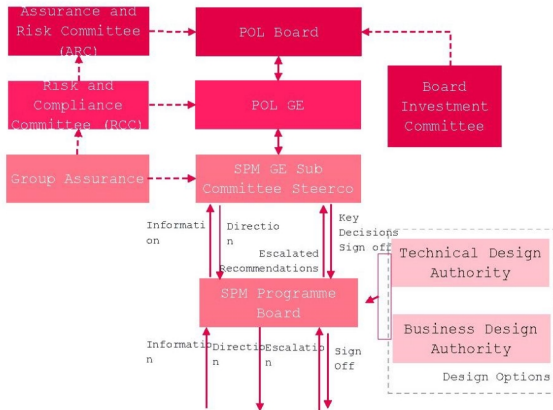 Assurance and
Risk Committee
(ARC)
POL Board
Risk and
Compliance
Committee (RCC)
POL GE
Board
Investment
Committee
Group Assurance
SPM GE Sub
Committee Steerco
Informati
on
Directio
n
Escalated
Recommendations
Key
Decisions
Sign off
Technical Design
Authority
SPM Programme
Board
Business Design
Authority
Design Options
Informatio
n
Directio
n
Escalatio
n
Sign
Off